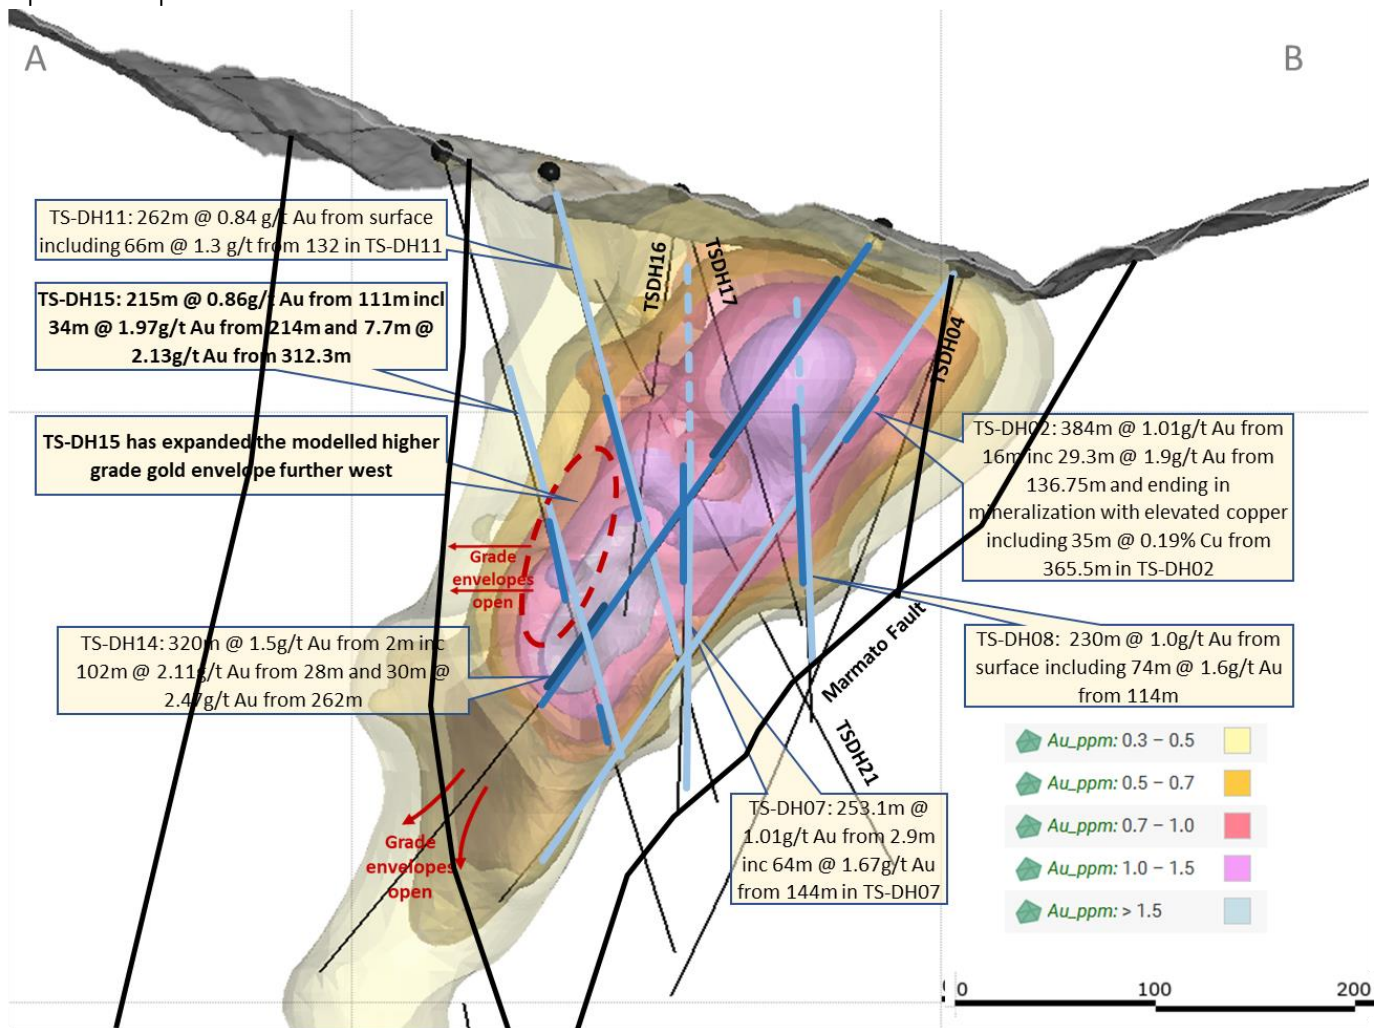 A
B
TS-DH11: 262m @ 0.84 g/t Au from surface
including 66m @ 1.3 g/t from 132 in TS-DH11
TS-DH15: 215m @ 0.86g/t Au from 111m incl
34m @ 1.97g/t Au from 214m and 7.7m @
2.13g/t Au from 312.3m
TS-DH15 has expanded the modelled higher
grade gold envelope further west
TSDH16
TSDH17
TSDH04
Grade
envelopes
open
TS-DH02: 384m @ 1.01g/t Au from
16m inc 29.3m @ 1.9g/t Au from
136.75m and ending in
mineralization with elevated copper
including 35m @ 0.19% Cu from
365.5m in TS-DH02
TS-DH14: 320m @ 1.5g/t Au from 2m inc
102m @ 2.11g/t Au from 28m and 30m @
2.47g/t Au from 262m
Marmato Fault
TS-DH08: 230m @ 1.0g/t Au from
surface including 74m @ 1.6g/t Au
from 114m
TSDH21
Grade
envelopes
open
TS-DH07: 253.1m @
1.01g/t Au from 2.9m
inc 64m @ 1.67g/t Au
from 144m in TS-DH07
Au_ppm: 0.3 – 0.5
Au_ppm: 0.5 – 0.7
Au_ppm: 0.7 – 1.0
Au_ppm: 1.0 – 1.5
Au_ppm: > 1.5
0 100 200